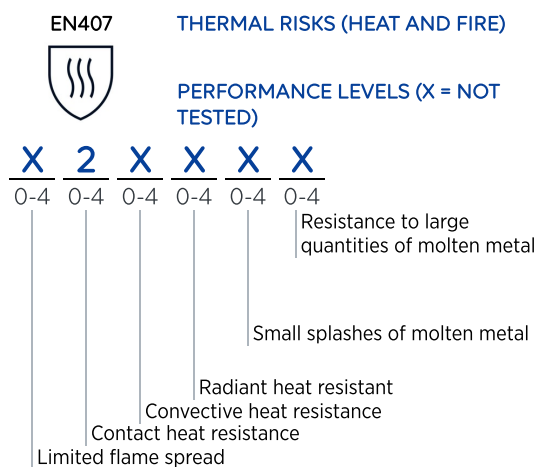 EN407
THERMAL RISKS (HEAT AND FIRE)
PERFORMANCE LEVELS (X = NOT
TESTED)
X 2 X X X X
0-4 0-4 0-4 0-4 0-4 0-4
Resistance to large
quantities of molten metal
Small splashes of molten metal
Radiant heat resistant
Convective heat resistance
Contact heat resistance
Limited flame spread